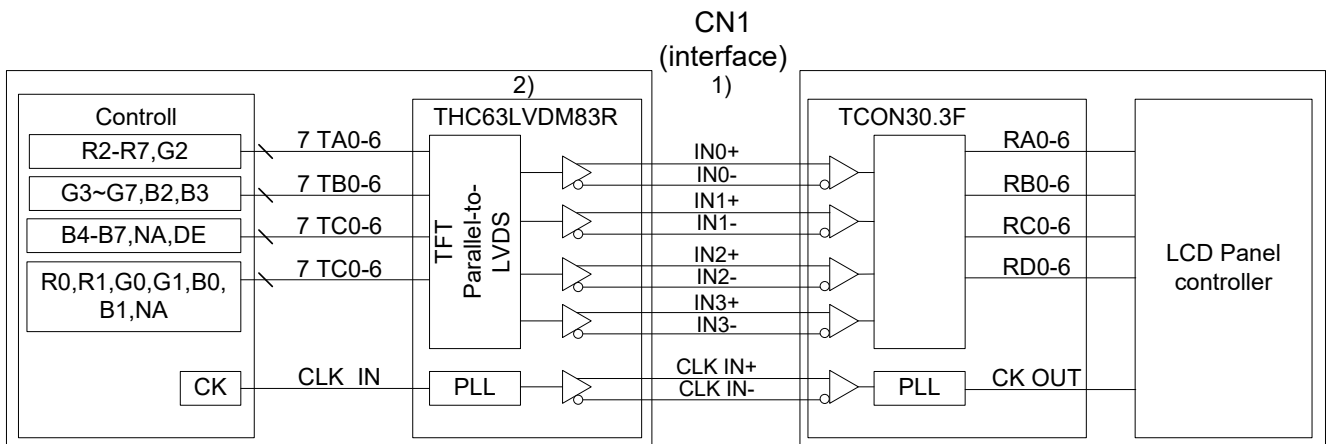 CN1
(interface)
1)
2)
Controll
THC63LVDM83R
TCON30.3F
R2-R7,G2
7 TA0-6
G3~G7,B2,B3
7 TB0-6
B4-B7,NA,DE
7 TC0-6
R0,R1,G0,G1,B0,
B1,NA
7 TC0-6
TFT
Parallel-to-
LVDS
IN0+
IN0-
IN1+
IN1-
IN2+
IN2-
IN3+
IN3-
RA0-6
RB0-6
RC0-6
RD0-6
LCD Panel
controller
CK
CLK IN
PLL
CLK IN+
CLK IN-
PLL
CK OUT